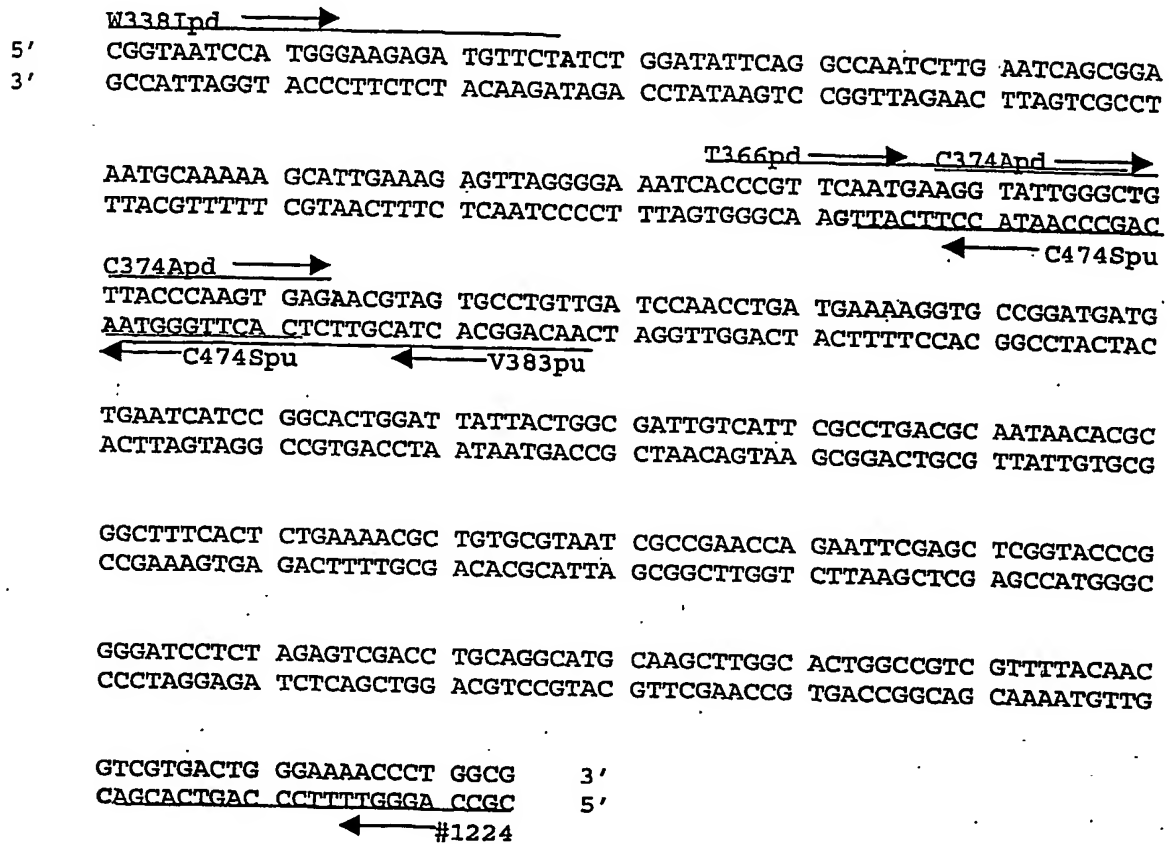 W338Ipd
5' CGGTAATCCA TGGGAAGAGA TGTTCTATCT GGATATTCAG GCCAATCTTG AATCAGCGGA
3' GCCATTAGGT ACCCTTCTCT ACAAGATAGA CCTATAAGTC CGGTTAGAAC TTAGTCGCCT
T366pd C374Apd
AATGCAAAAA GCATTGAAAG AGTTAGGGGA AATCACCCGT TCAATGAAGG TATTGGGCTG
TTACGTTTTT CGTAACTTTC TCAATCCCCT TTAGTGGGCA AGTTACTTCC ATAACCCGAC
C474Spu
C374Apd
TTACCCAAGT GAGAACGTAG TGCCTGTTGA TCCAACCTGA TGAAAAGGTG CCGGATGATG
AATGGGTTCA CTCTTGCATC ACGGACAACT AGGTTGGACT ACTTTTCCAC GGCCTACTAC
C474Spu V383pu
TGAATCATCC GGCACTGGAT TATTACTGGC GATTGTCATT CGCCTGACGC AATAACACGC
ACTTAGTAGG CCGTGACCTA ATAATGACCG CTAACAGTAA GCGGACTGCG TTATTGTGCG
GGCTTTCACT CTGAAAACGC TGTGCGTAAT CGCCGAACCA GAATTCGAGC TCGGTACCCG
CCGAAAGTGA GACTTTTGCG ACACGCATTA GCGGCTTGGT CTTAAGCTCG AGCCATGGGC
GGGATCCTCT AGAGTCGACC TGCAGGCATG CAAGCTTGGC ACTGGCCGTC GTTTTACAAC
CCCTAGGAGA TCTCAGCTGG ACGTCCGTAC GTTCGAACCG TGACCGGCAG CAAAATGTTG
GTCGTGACTG GGAAAACCCT GGCG 3'
CAGCACTGAC CCTTTTGGGA CCGC 5'
#1224